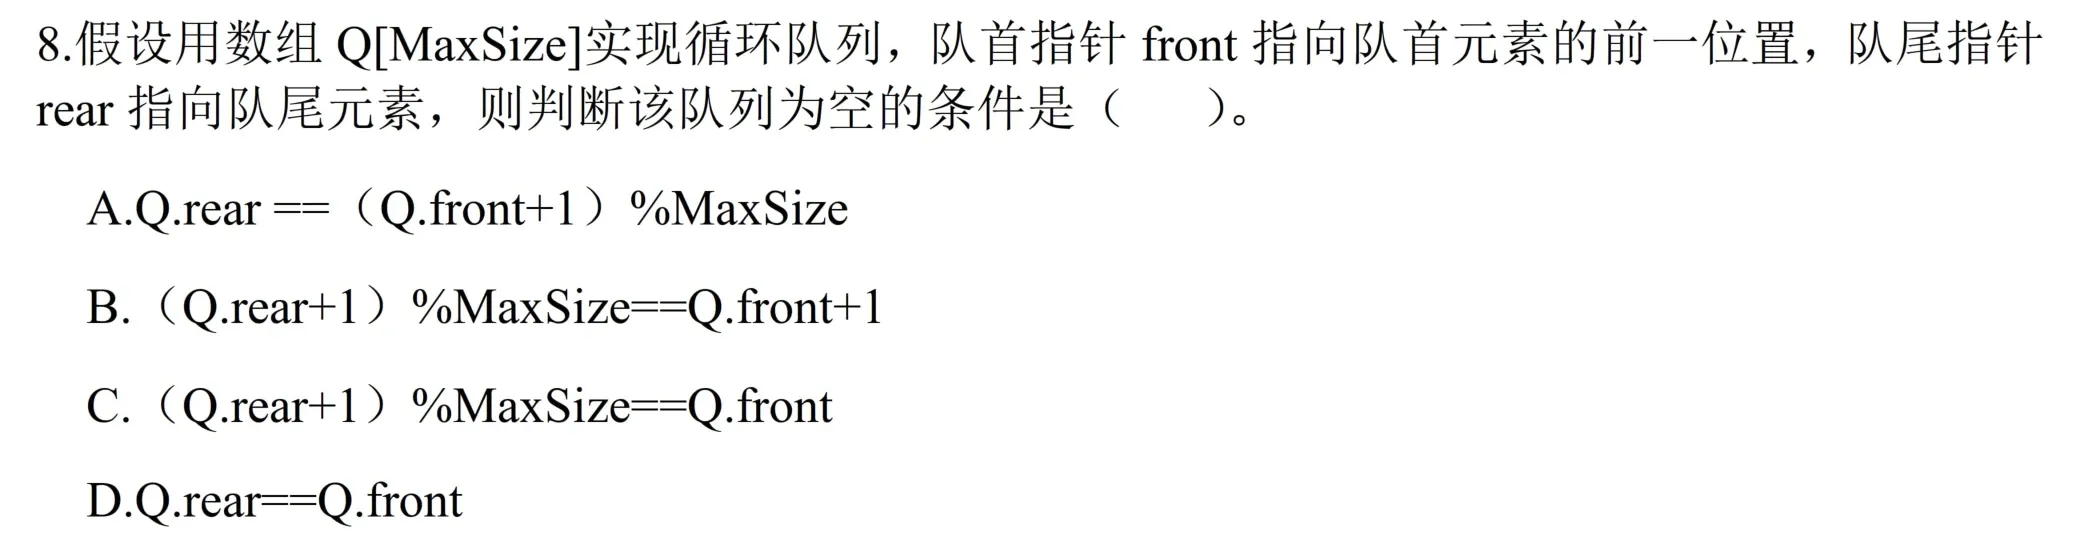 8.假设用数组 Q[MaxSize]实现循环队列，队首指针 front 指向队首元素的前一位置，队尾指针
rear 指向队尾元素，则判断该队列为空的条件是（　　）。
A.Q.rear ==（Q.front+1）%MaxSize
B.（Q.rear+1）%MaxSize==Q.front+1
C.（Q.rear+1）%MaxSize==Q.front
D.Q.rear==Q.front